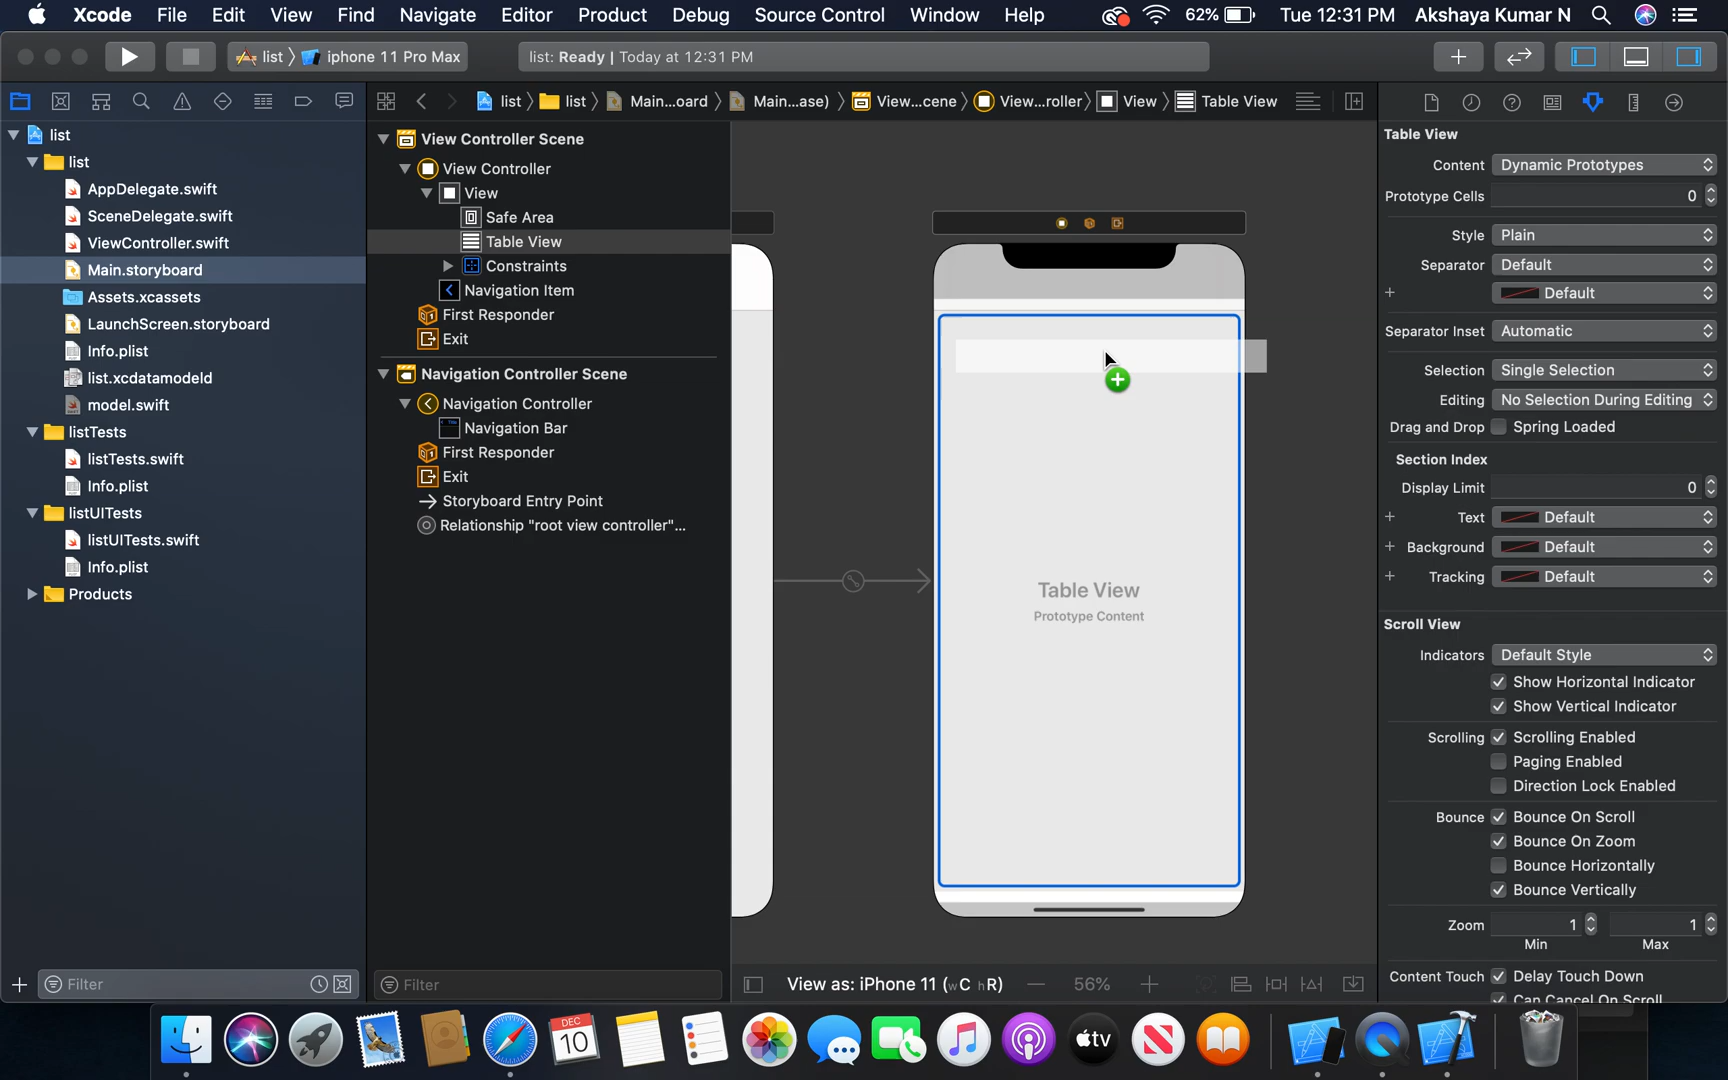 Xcode File Edit View Find Navigate Editor Product Debug Source Control Window Help 62% Tue 12:31 PM Akshaya Kumar N
list iphone 11 Pro Max list: Ready | Today at 12:31 PM
list list Main...oard Main...ase) View...cene View...roller View Table View
list
list
AppDelegate.swift
SceneDelegate.swift
ViewController.swift
Main.storyboard
Assets.xcassets
LaunchScreen.storyboard
Info.plist
list.xcdatamodeld
model.swift
listTests
listTests.swift
Info.plist
listUITests
listUITests.swift
Info.plist
Products
Filter
View Controller Scene
View Controller
View
Safe Area
Table View
Constraints
Navigation Item
First Responder
Exit
Navigation Controller Scene
Navigation Controller
Navigation Bar
First Responder
Exit
Storyboard Entry Point
Relationship "root view controller"...
Filter
Table View
Prototype Content
View as: iPhone 11 (wC hR) 56%
Table View
Content Dynamic Prototypes
Prototype Cells 0
Style Plain
Separator Default
Default
Separator Inset Automatic
Selection Single Selection
Editing No Selection During Editing
Drag and Drop Spring Loaded
Section Index
Display Limit 0
Text Default
Background Default
Tracking Default
Scroll View
Indicators Default Style
Show Horizontal Indicator
Show Vertical Indicator
Scrolling Scrolling Enabled
Paging Enabled
Direction Lock Enabled
Bounce Bounce On Scroll
Bounce On Zoom
Bounce Horizontally
Bounce Vertically
Zoom 1 1
Min Max
Content Touch Delay Touch Down
Can Cancel On Scroll
DEC
10
tv